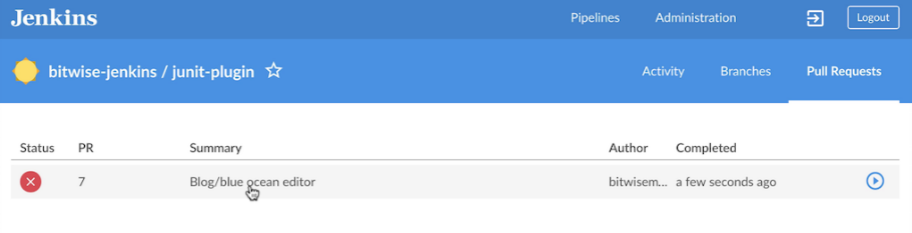 Jenkins Pipelines Administration Logout
bitwise-jenkins / junit-plugin Activity Branches Pull Requests
Status PR Summary Author Completed
7 Blog/blue ocean editor bitwisem... a few seconds ago